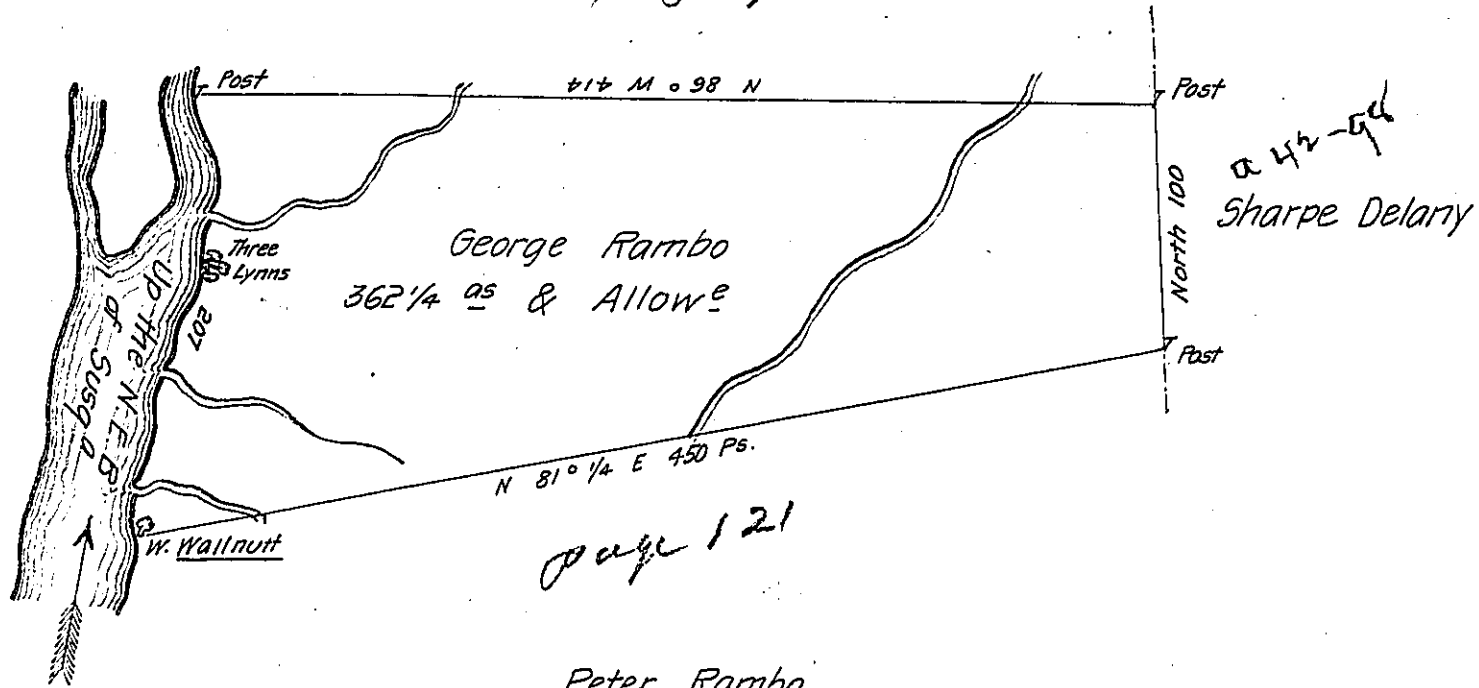 Post
N 86° W 414
Post
Sharpe Delany
North 100
Three
Lynns
George Rambo
362 1/4 as & Allowe
207
Up the N.E.B.
of Susqa
Post
N 81° 1/4 E 450 Ps.
W. Wallnutt
page 121
Peter Rambo